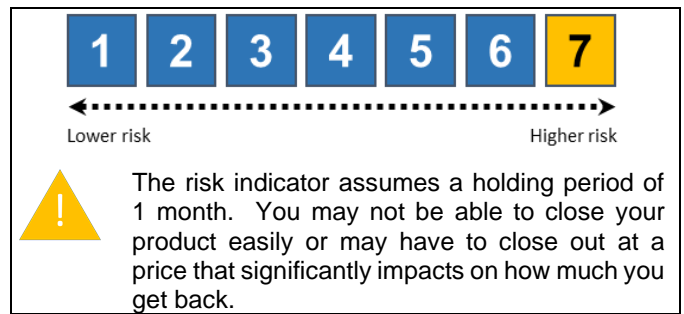 1 2 3 4 5 6 7
Lower risk Higher risk
!
The risk indicator assumes a holding period of
1 month. You may not be able to close your
product easily or may have to close out at a
price that significantly impacts on how much you
get back.